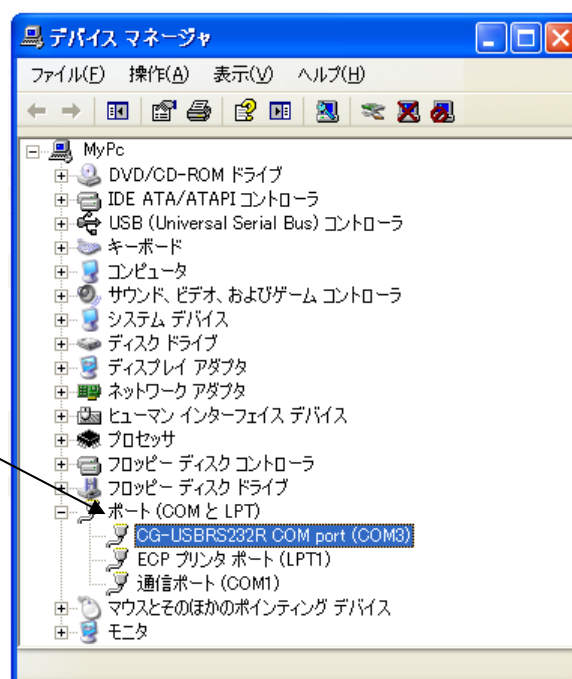 デバイス マネージャ
ファイル(F) 操作(A) 表示(V) ヘルプ(H)
MyPc
DVD/CD-ROM ドライブ
IDE ATA/ATAPI コントローラ
USB (Universal Serial Bus) コントローラ
キーボード
コンピュータ
サウンド、ビデオ、およびゲーム コントローラ
システム デバイス
ディスク ドライブ
ディスプレイ アダプタ
ネットワーク アダプタ
ヒューマン インターフェイス デバイス
プロセッサ
フロッピー ディスク コントローラ
フロッピー ディスク ドライブ
ポート (COM と LPT)
CG-USBRS232R COM port (COM3)
ECP プリンタ ポート (LPT1)
通信ポート (COM1)
マウスとそのほかのポインティング デバイス
モニタ